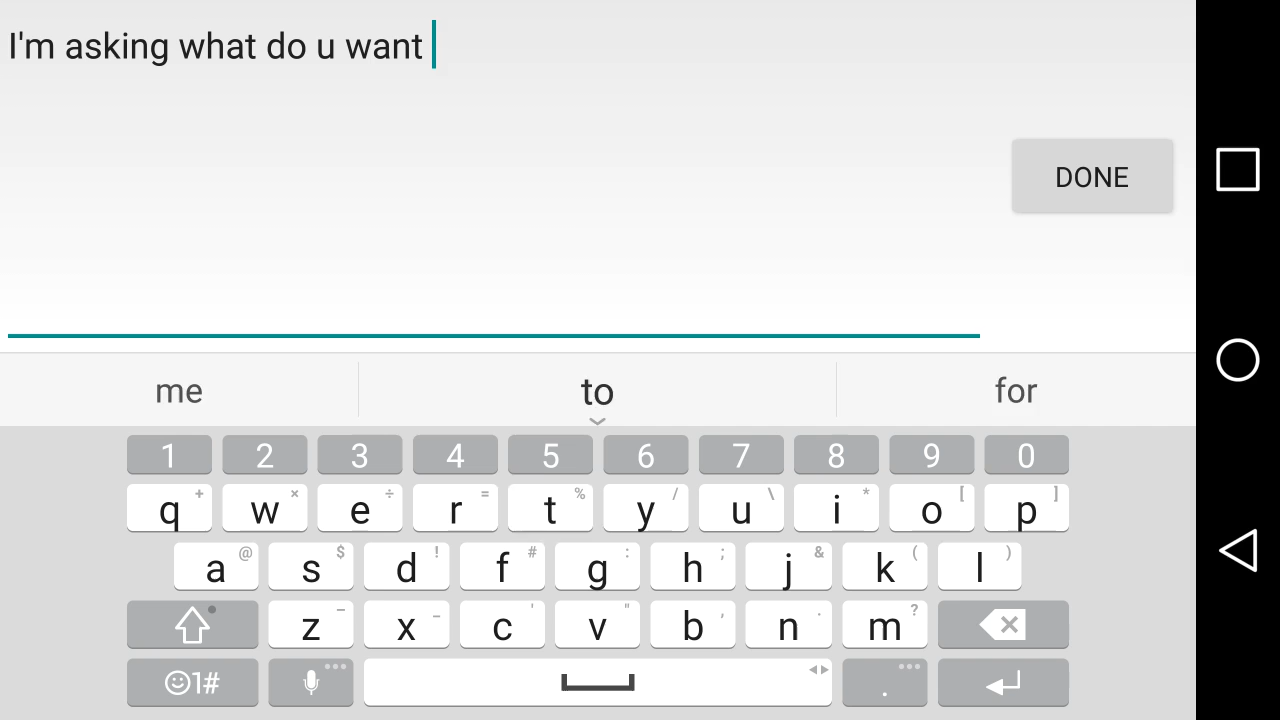 I'm asking what do u want
DONE
me to for
1 2 3 4 5 6 7 8 9 0
q + w × e ÷ r = t % y / u \ i * o [ p ]
a @ s $ d ! f # g : h ; j & k ( l )
z − x _ c ' v " b , n . m ?
1# .